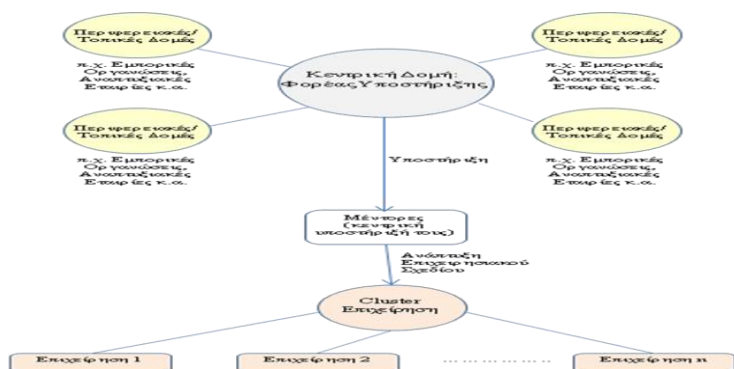 Περιφερειακές/
Τοπικές Δομές
π.χ. Εμπορικές
Οργανώσεις,
Αναπτυξιακές
Εταιρίες κ.α.
Περιφερειακές/
Τοπικές Δομές
π.χ. Εμπορικές
Οργανώσεις,
Αναπτυξιακές
Εταιρίες κ.α.
Κεντρική Δομή:
Φορέας Υποστήριξης
Περιφερειακές/
Τοπικές Δομές
π.χ. Εμπορικές
Οργανώσεις,
Αναπτυξιακές
Εταιρίες κ.α.
Περιφερειακές/
Τοπικές Δομές
π.χ. Εμπορικές
Οργανώσεις,
Αναπτυξιακές
Εταιρίες κ.α.
Υποστήριξη
Μέντορες
(κεντρική
υποστήριξή τους)
Ανάπτυξη
Επιχειρησιακού
Σχεδίου
Cluster
Επιχείρηση
Επιχείρηση 1
Επιχείρηση 2
... ... ... ... ... ..
Επιχείρηση n